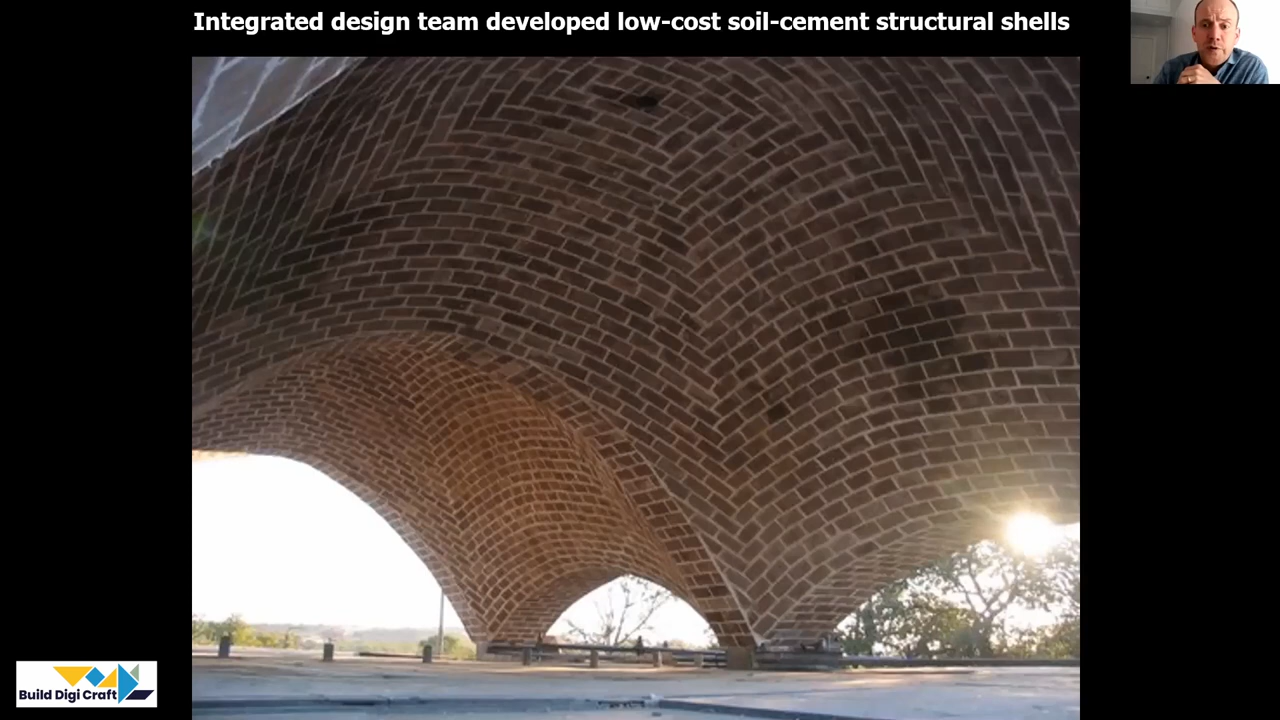 Integrated design team developed low-cost soil-cement structural shells
Build Digi Craft